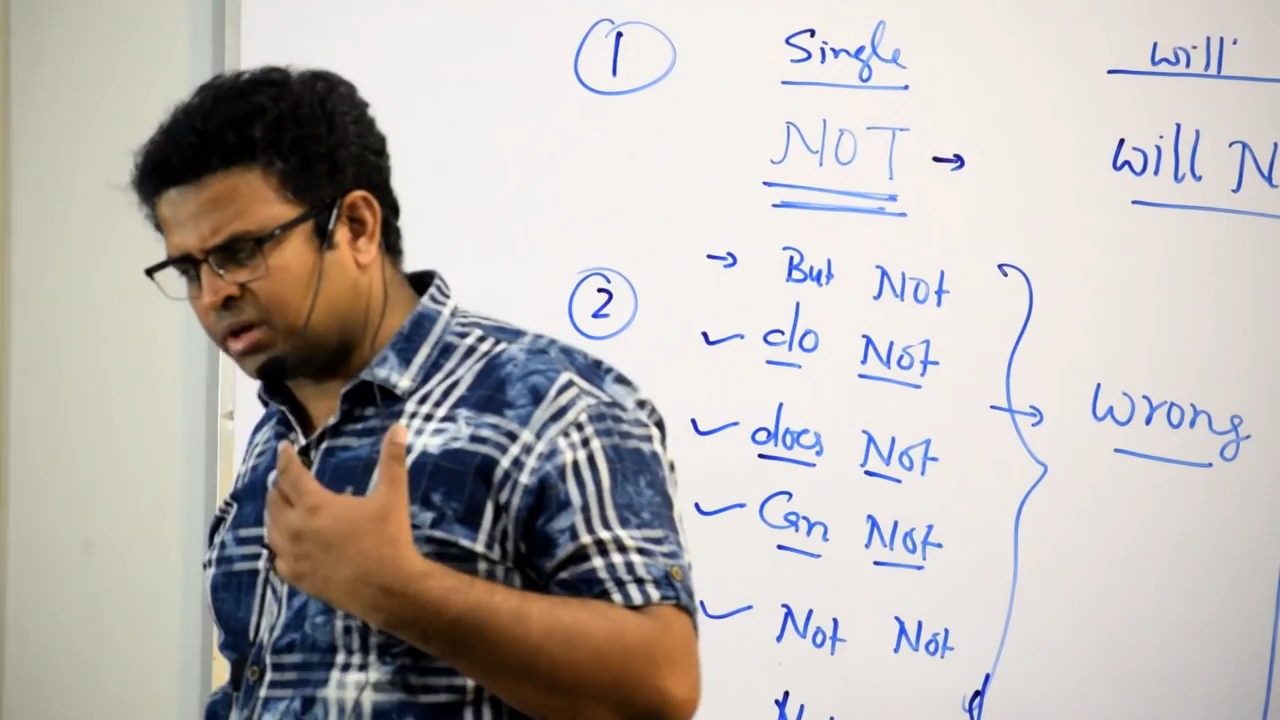 ① Single will
NOT → will N
② → But Not
✓ do Not
→ Wrong
✓ does Not
✓ Can Not
✓ Not Not